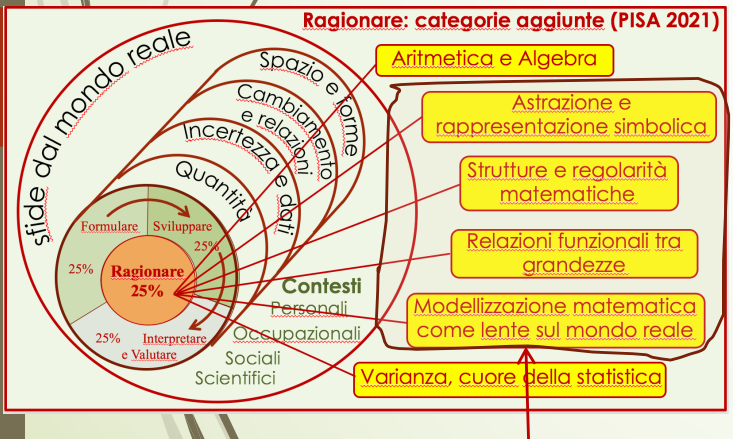 Ragionare: categorie aggiunte (PISA 2021)
sfide dal mondo reale
Spazio e forme
Cambiamento
e relazioni
Incertezza e dati
Quantità
Formulare
Sviluppare
25%
25%
Ragionare
25%
25%
Interpretare
e Valutare
Contesti
Personali
Occupazionali
Sociali
Scientifici
Aritmetica e Algebra
Astrazione e
rappresentazione simbolica
Strutture e regolarità
matematiche
Relazioni funzionali tra
grandezze
Modellizzazione matematica
come lente sul mondo reale
Varianza, cuore della statistica